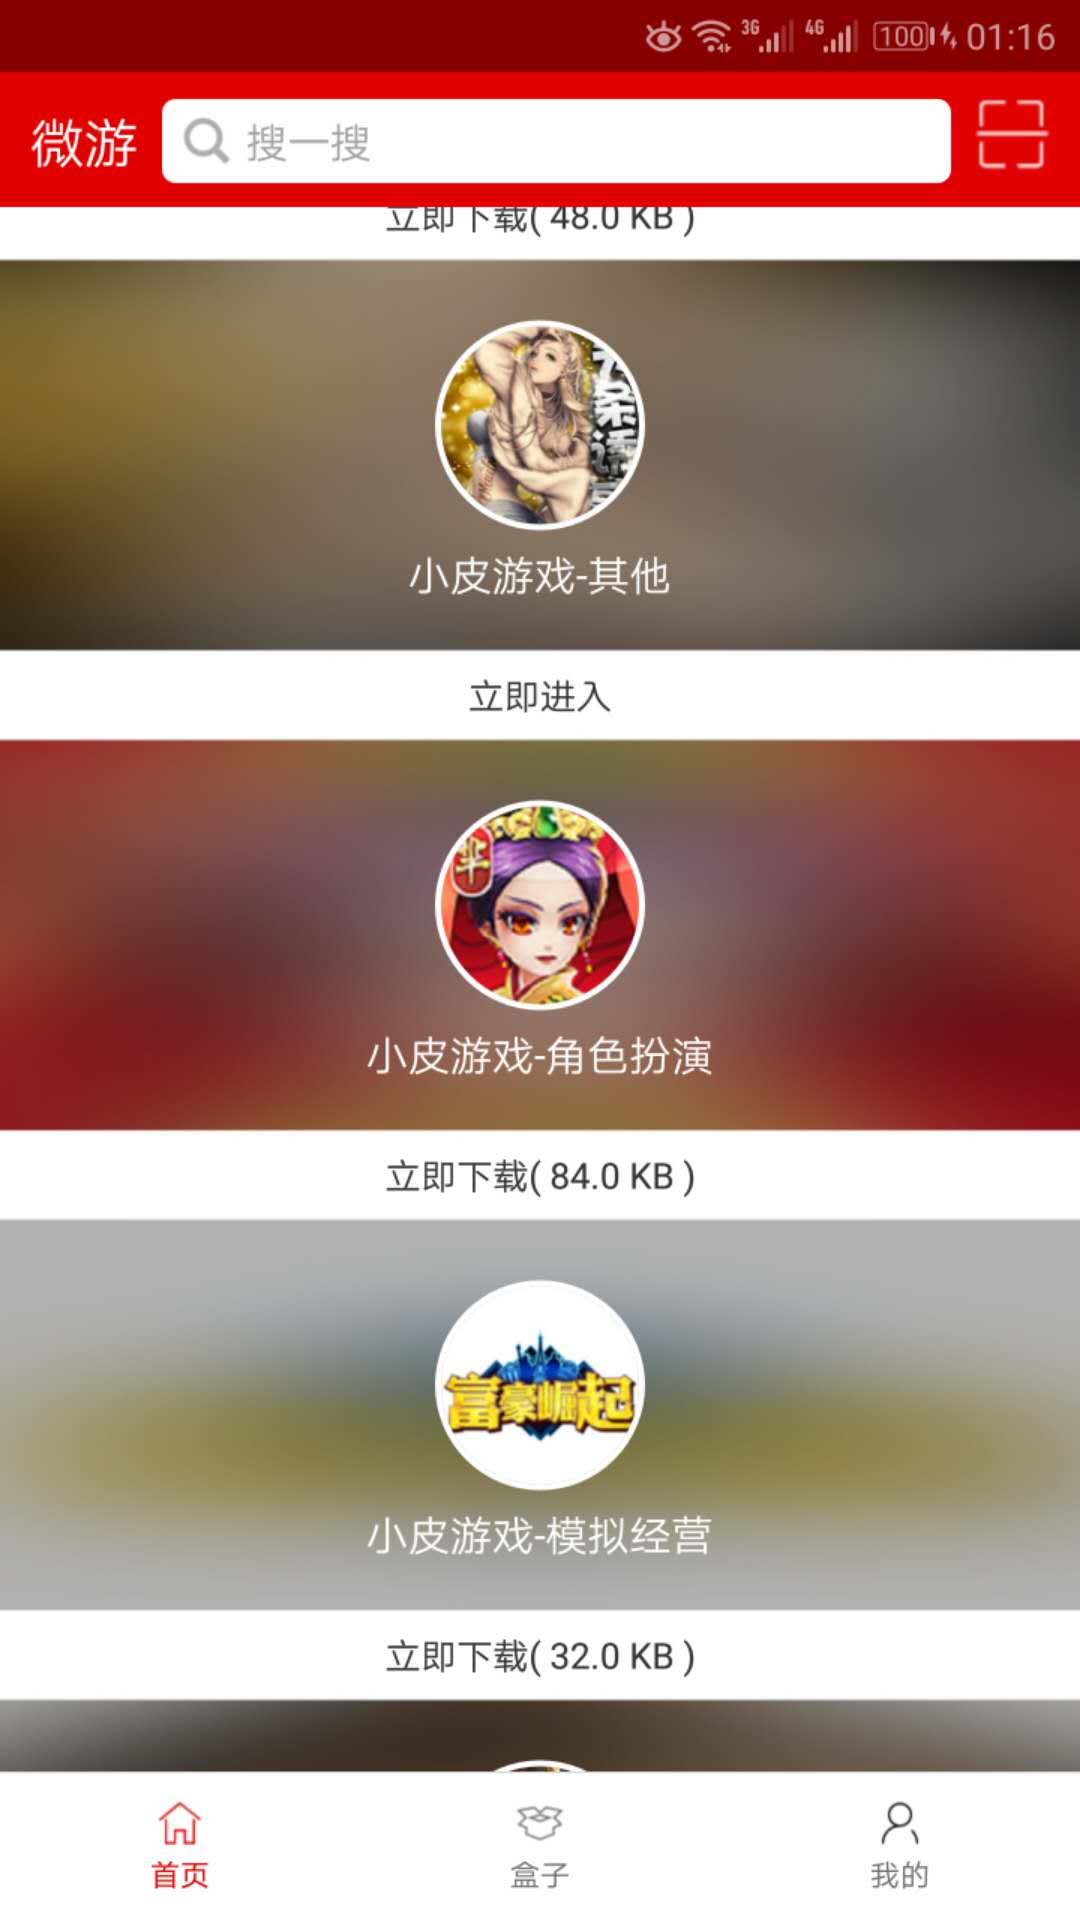 3G 4G 100 01:16
微游 搜一搜
立即下载( 48.0 KB )
小皮游戏-其他
立即进入
芈
小皮游戏-角色扮演
立即下载( 84.0 KB )
富豪崛起
小皮游戏-模拟经营
立即下载( 32.0 KB )
首页 盒子 我的